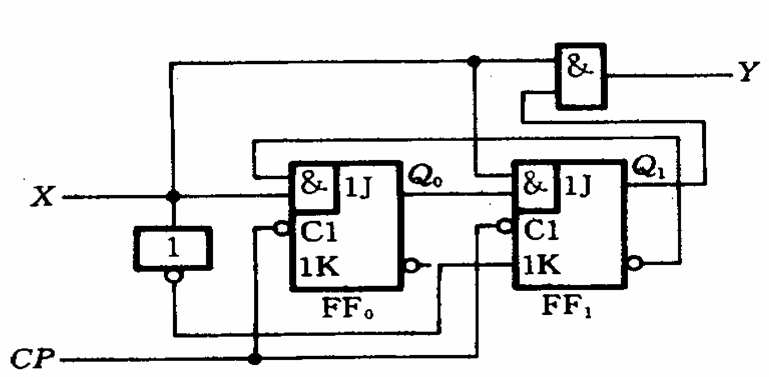 & Y
X & 1J Q₀ & 1J Q₁
1 C1 C1
1K 1K
FF₀ FF₁
CP